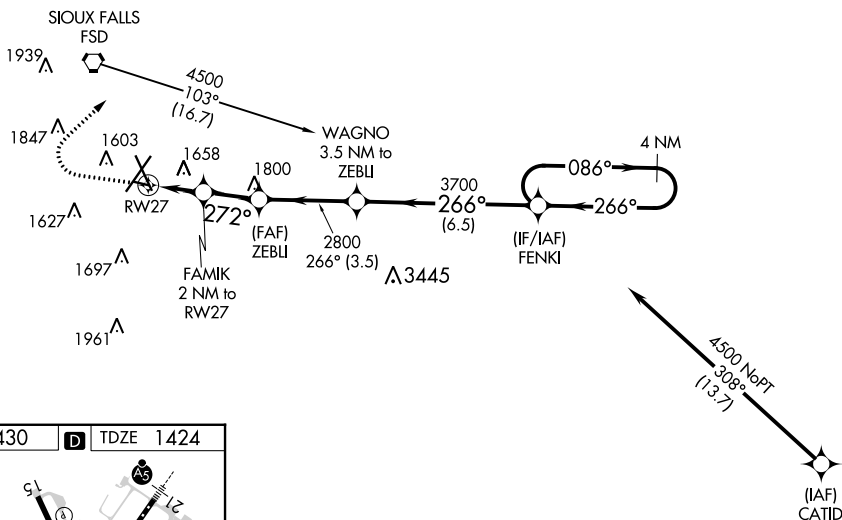 SIOUX FALLS
FSD
1939
4500
103°
(16.7)
WAGNO
3.5 NM to
ZEBLI
4 NM
1847
1603
1658
1800
3700
266°
(6.5)
086°
266°
RW27
272°
(FAF)
ZEBLI
2800
266° (3.5)
(IF/IAF)
FENKI
1627
FAMIK
2 NM to
RW27
3445
1697
1961
4500 NoPT
308°
(13.7)
430
D
TDZE 1424
A5
15
21
(IAF)
CATID